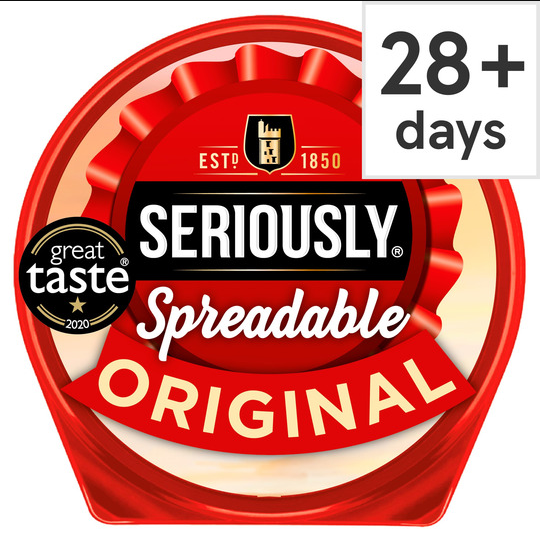 28+
days
ESTD 1850
SERIOUSLY®
Spreadable
ORIGINAL
great
taste®
2020